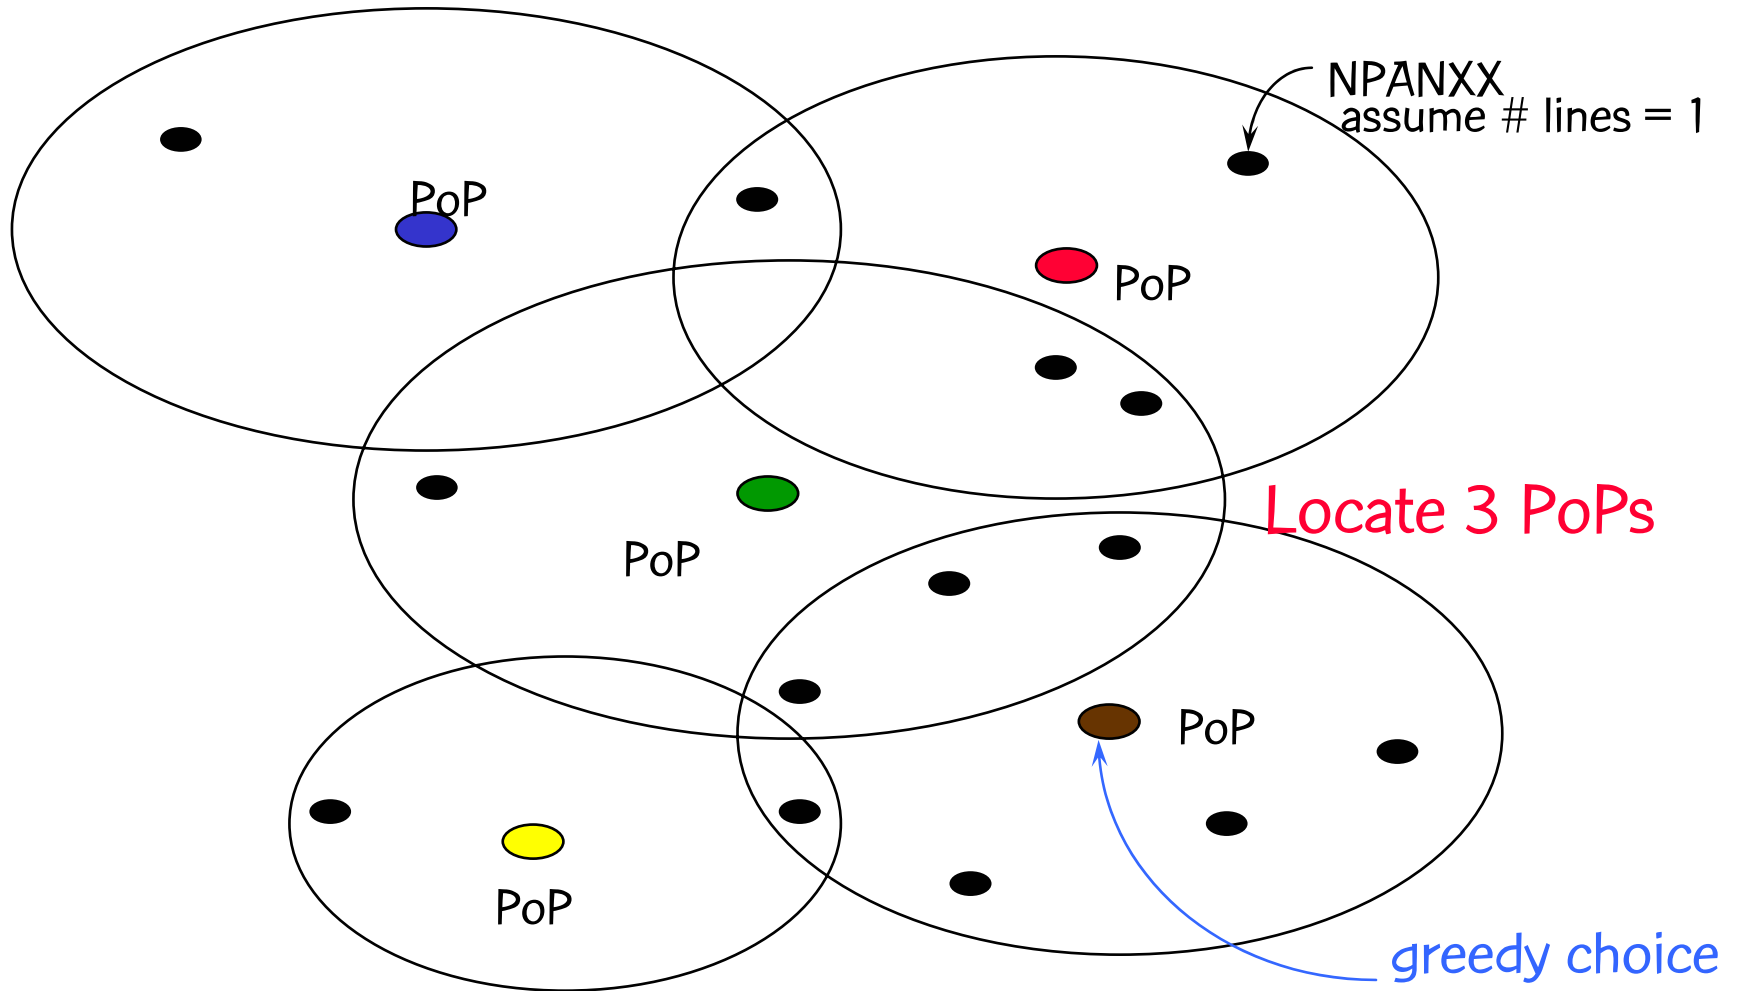 NPANXX
assume # lines = 1
PoP
PoP
Locate 3 PoPs
PoP
PoP
PoP
greedy choice